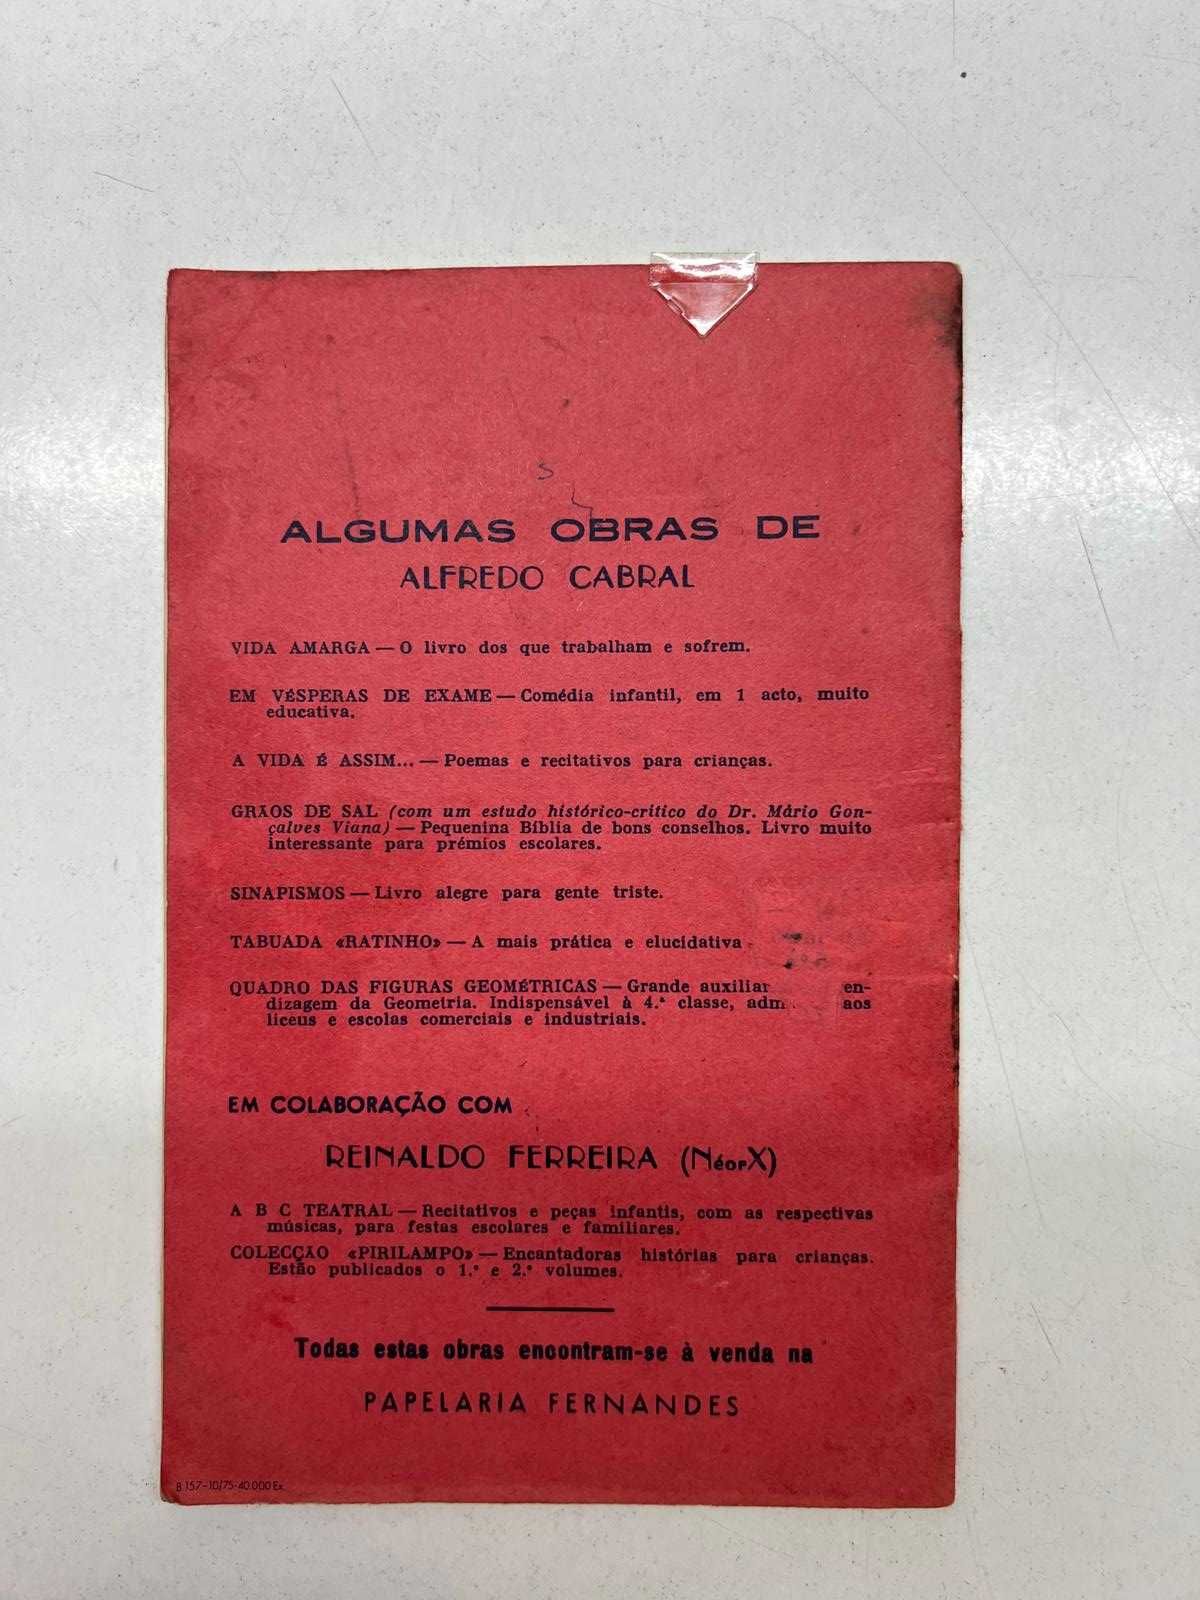 ALGUMAS OBRAS DE
ALFREDO CABRAL
VIDA AMARGA — O livro dos que trabalham e sofrem.
EM VÉSPERAS DE EXAME — Comédia infantil, em 1 acto, muito
educativa.
A VIDA É ASSIM... — Poemas e recitativos para crianças.
GRÃOS DE SAL (com um estudo histórico-crítico do Dr. Mário Gon-
çalves Viana) — Pequenina Bíblia de bons conselhos. Livro muito
interessante para prémios escolares.
SINAPISMOS — Livro alegre para gente triste.
TABUADA «RATINHO» — A mais prática e elucidativa
QUADRO DAS FIGURAS GEOMÉTRICAS — Grande auxiliar en-
dizagem da Geometria. Indispensável à 4.ª classe, adm aos
liceus e escolas comerciais e industriais.
EM COLABORAÇÃO COM
REINALDO FERREIRA (NéorX)
A B C TEATRAL — Recitativos e peças infantis, com as respectivas
músicas, para festas escolares e familiares.
COLECÇÃO «PIRILAMPO» — Encantadoras histórias para crianças.
Estão publicados o 1.º e 2.º volumes.
Todas estas obras encontram-se à venda na
PAPELARIA FERNANDES
B 157-10/75-40.000 Ex.